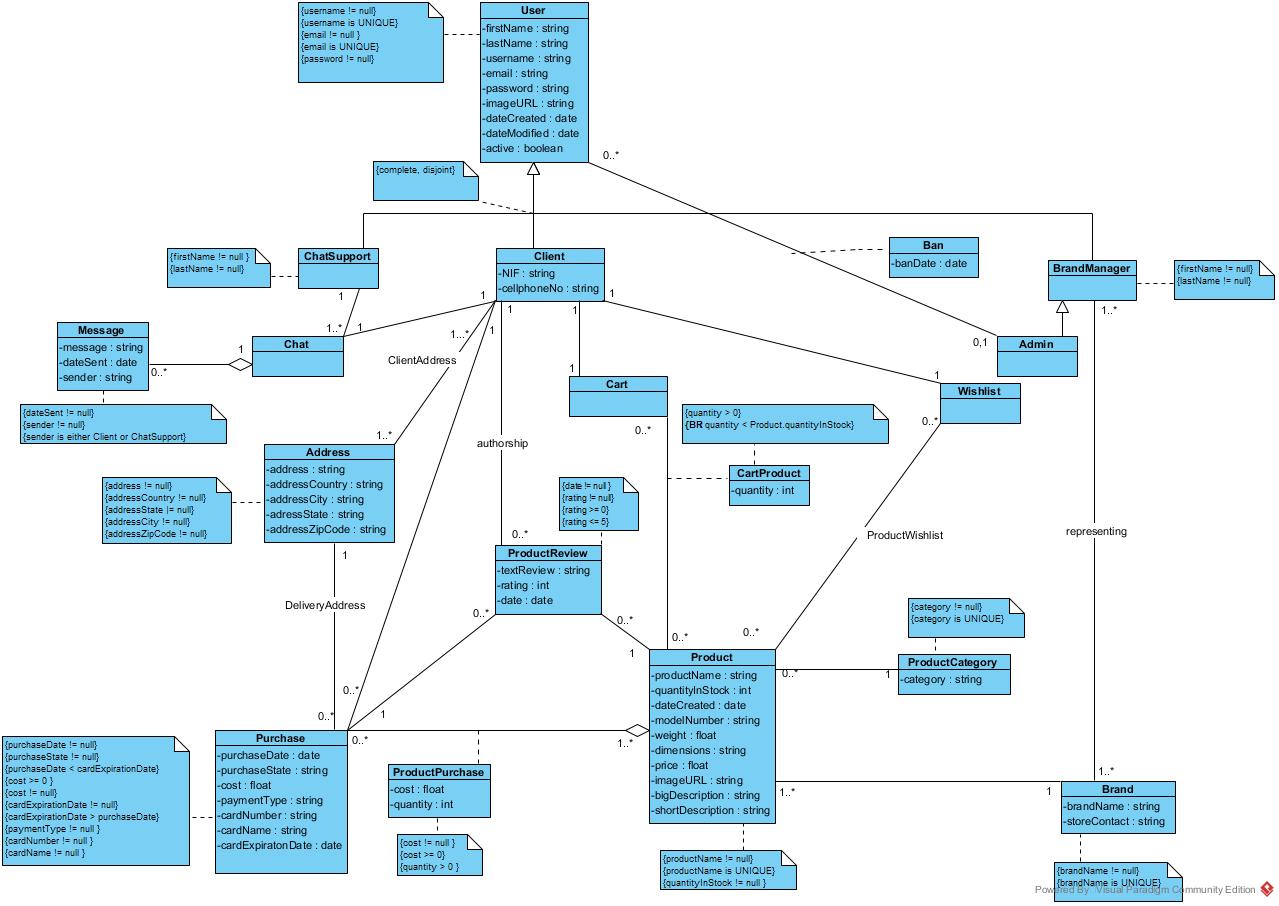 {username != null}
{username is UNIQUE}
{email != null }
{email is UNIQUE}
{password != null}
User
-firstName : string
-lastName : string
-username : string
-email : string
-password : string
-imageURL : string
-dateCreated : date
-dateModified : date
-active : boolean
0..*
{complete, disjoint}
{firstName != null }
{lastName != null}
ChatSupport
Client
-NIF : string
-cellphoneNo : string
Ban
-banDate : date
BrandManager
{firstName != null}
{lastName != null}
1
1
1
1
1
1..*
1..*
1
1...*
1
0,1
Admin
Message
-message : string
-dateSent : date
-sender : string
1
0..*
Chat
ClientAddress
1
Cart
1
Wishlist
{dateSent != null}
{sender != null}
{sender is either Client or ChatSupport}
{quantity > 0}
{BR quantity < Product.quantityInStock}
0..*
0..*
1..*
authorship
Address
-address : string
-addressCountry : string
-addressCity : string
-adressState : string
-addressZipCode : string
{address != null}
{addressCountry != null}
{addressState != null}
{addressCity != null}
{addressZipCode != null}
CartProduct
-quantity : int
{date != null }
{rating != null}
{rating >= 0}
{rating <= 5}
ProductWishlist
representing
0..*
1
ProductReview
-textReview : string
-rating : int
-date : date
DeliveryAddress
0..*
0..*
0..*
0..*
1
{category != null}
{category is UNIQUE}
Product
-productName : string
-quantityInStock : int
-dateCreated : date
-modelNumber : string
-weight : float
-dimensions : string
-price : float
-imageURL : string
-bigDescription : string
-shortDescription : string
0..*
1
ProductCategory
-category : string
0..*
0..*
1
0..*
1..*
{purchaseDate != null}
{purchaseState != null}
{purchaseDate < cardExpirationDate}
{cost >= 0 }
{cost != null}
{cardExpirationDate != null}
{cardExpirationDate > purchaseDate}
{paymentType != null }
{cardNumber != null }
{cardName != null }
Purchase
-purchaseDate : date
-purchaseState : string
-cost : float
-paymentType : string
-cardNumber : string
-cardName : string
-cardExpiratonDate : date
ProductPurchase
-cost : float
-quantity : int
{cost != null }
{cost >= 0}
{quantity > 0 }
1..*
1..*
1
Brand
-brandName : string
-storeContact : string
{productName != null}
{productName is UNIQUE}
{quantityInStock != null }
{brandName != null}
{brandName is UNIQUE}
Powered By Visual Paradigm Community Edition